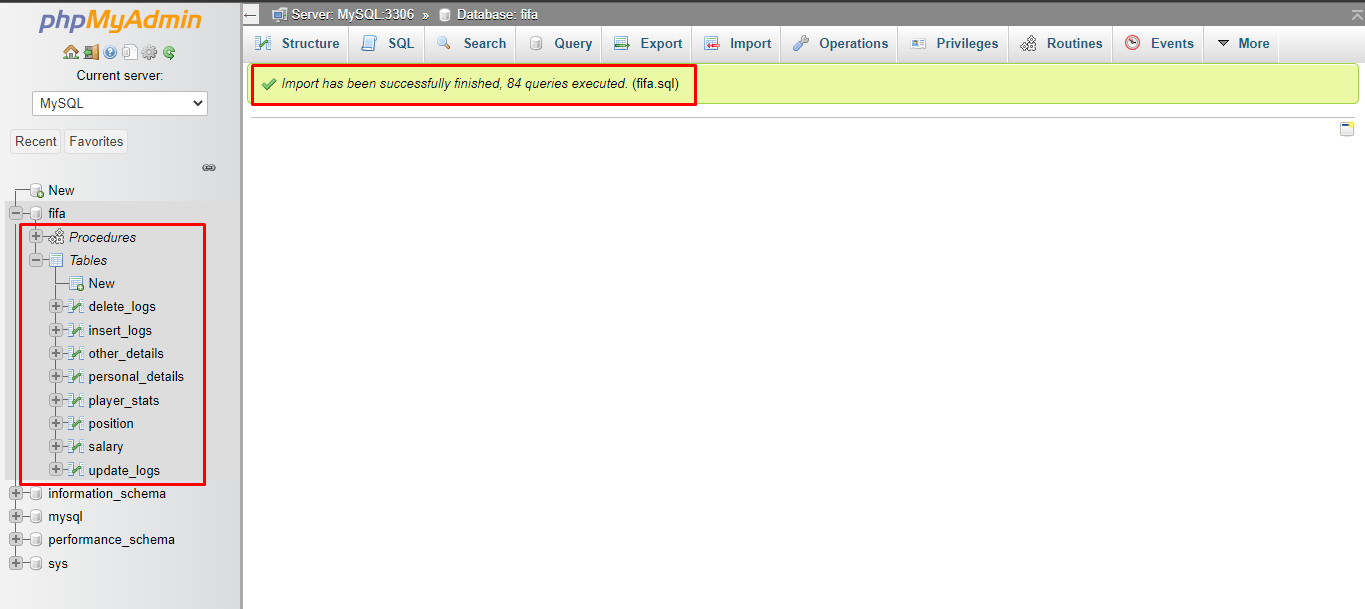 phpMyAdmin
Current server:
MySQL
Recent
Favorites
New
fifa
Procedures
Tables
New
delete_logs
insert_logs
other_details
personal_details
player_stats
position
salary
update_logs
information_schema
mysql
performance_schema
sys
Server: MySQL:3306 » Database: fifa
Structure SQL Search Query Export Import Operations Privileges Routines Events More
Import has been successfully finished, 84 queries executed. (fifa.sql)